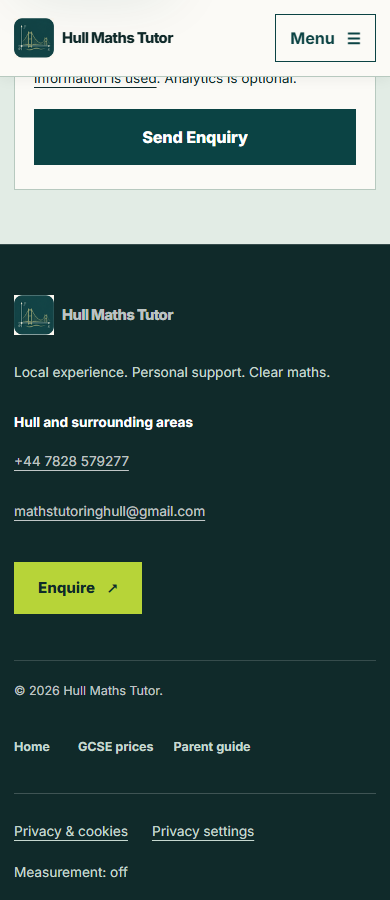 Hull Maths Tutor
Menu
information is used. Analytics is optional.
Send Enquiry
Hull Maths Tutor
Local experience. Personal support. Clear maths.
Hull and surrounding areas
+44 7828 579277
mathstutoringhull@gmail.com
Enquire ↗
© 2026 Hull Maths Tutor.
Home GCSE prices Parent guide
Privacy & cookies Privacy settings
Measurement: off